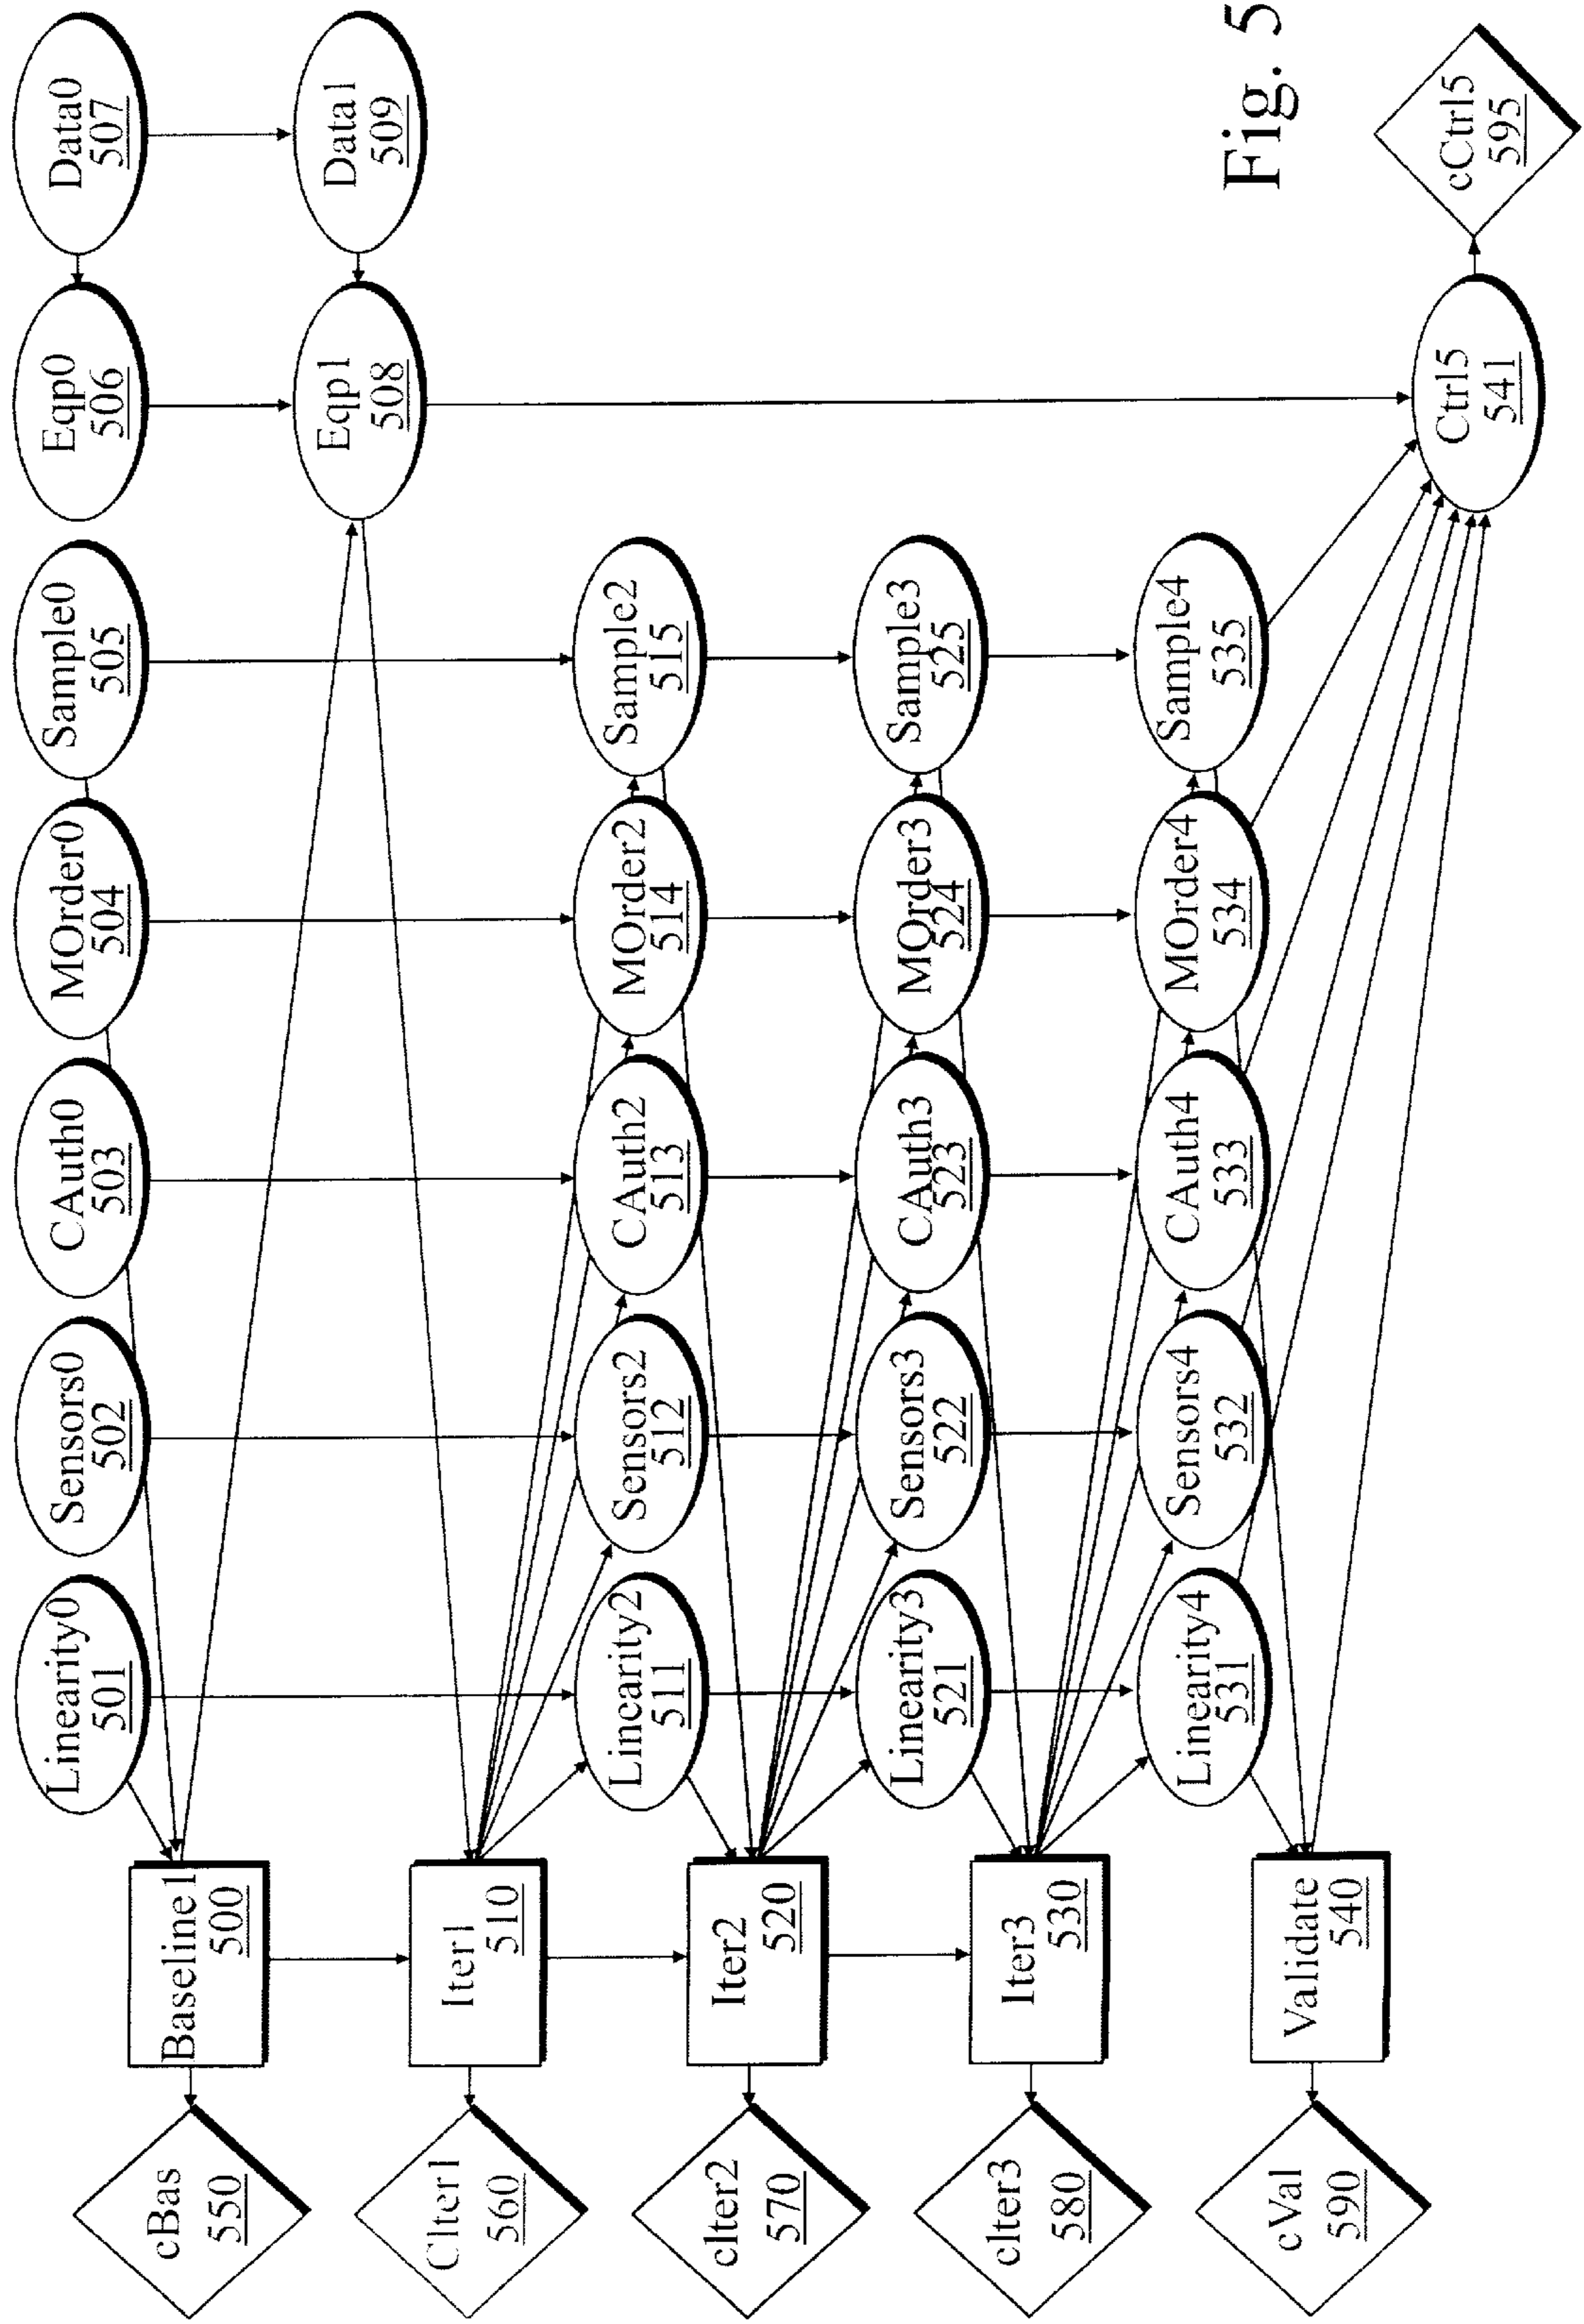 cBas
550
Baseline1
500
Linearity0
501
Sensors0
502
CAuth0
503
MOrder0
504
Sample0
505
Eqp0
506
Data0
507
CIter1
560
Iter1
510
Eqp1
508
Data1
509
cIter2
570
Iter2
520
Linearity2
511
Sensors2
512
CAuth2
513
MOrder2
514
Sample2
515
cIter3
580
Iter3
530
Linearity3
521
Sensors3
522
CAuth3
523
MOrder3
524
Sample3
525
cVal
590
Validate
540
Linearity4
531
Sensors4
532
CAuth4
533
MOrder4
534
Sample4
535
Ctrl5
541
cCtrl5
595
Fig. 5